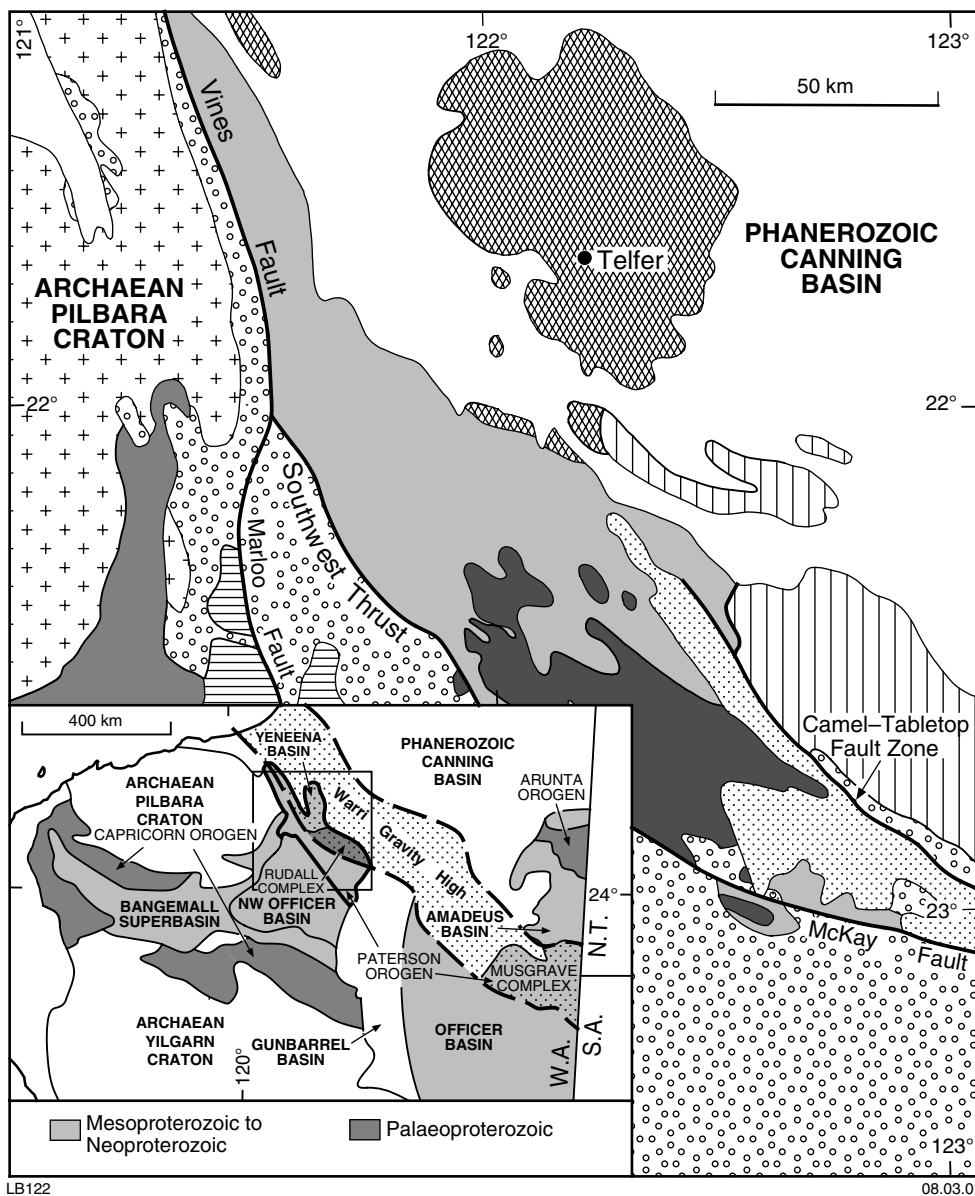 121°
122°
123°
50 km
Vines
Fault
PHANEROZOIC
CANNING
BASIN
Telfer
ARCHAEAN
PILBARA
CRATON
22°
22°
Southwest Thrust
Marloo
Fault
Camel–Tabletop
Fault Zone
McKay
Fault
23
123°
400 km
YENEENA
BASIN
PHANEROZOIC
CANNING
BASIN
ARUNTA
OROGEN
ARCHAEAN
PILBARA
CRATON
CAPRICORN OROGEN
Warri
Gravity
High
RUDALL
COMPLEX
NW OFFICER
BASIN
BANGEMALL
SUPERBASIN
24°
AMADEUS
BASIN
N.T.
PATERSON
OROGEN
MUSGRAVE
COMPLEX
ARCHAEAN
YILGARN
CRATON
GUNBARREL
BASIN
OFFICER
BASIN
W.A.
S.A.
120°
Mesoproterozoic to
Neoproterozoic
Palaeoproterozoic
LB122
08.03.0